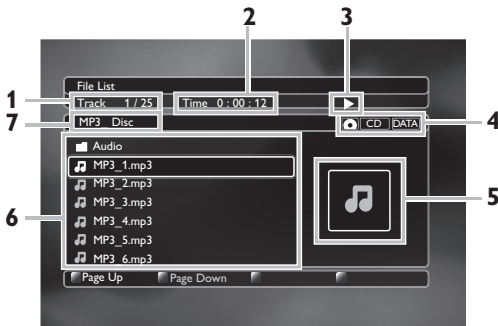 2
3
File List
1
Track 1 / 25
Time 0 : 00 : 12
7
MP3_ Disc
CD DATA
4
Audio
MP3_1.mp3
MP3_2.mp3
MP3_3.mp3
5
6
MP3_4.mp3
MP3_5.mp3
MP3_6.mp3
Page Up
Page Down